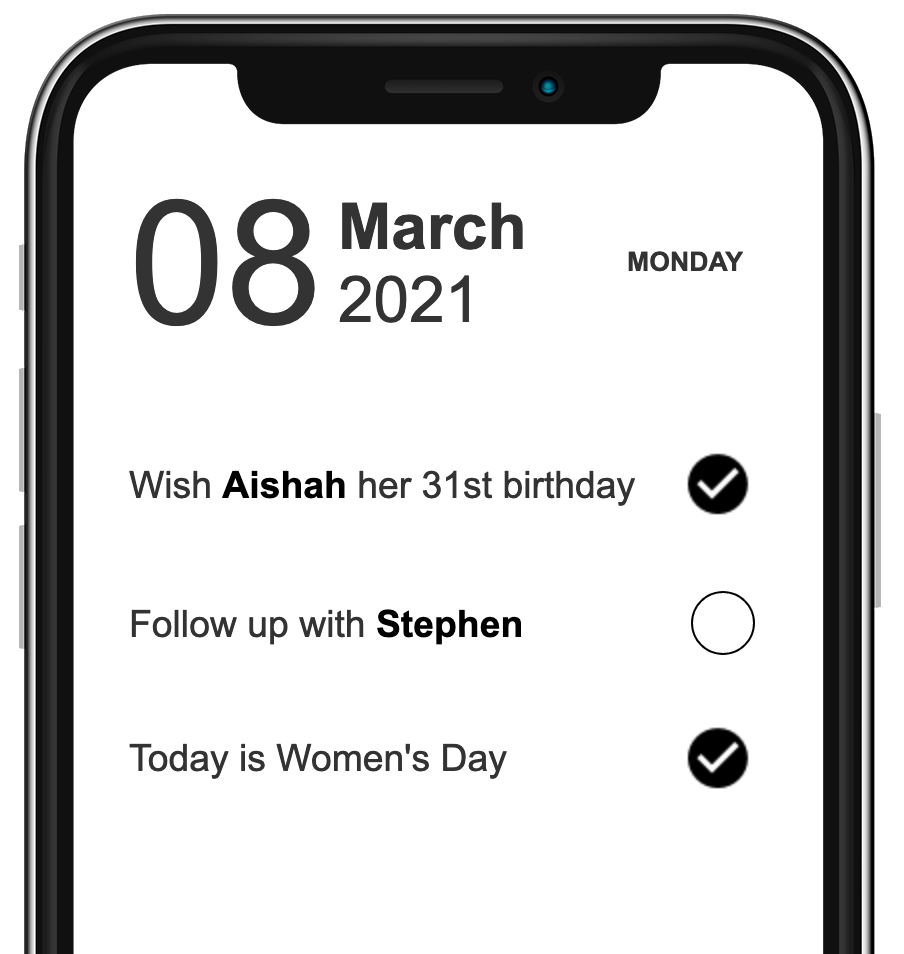 08
March
2021
MONDAY
Wish Aishah her 31st birthday
Follow up with Stephen
Today is Women's Day